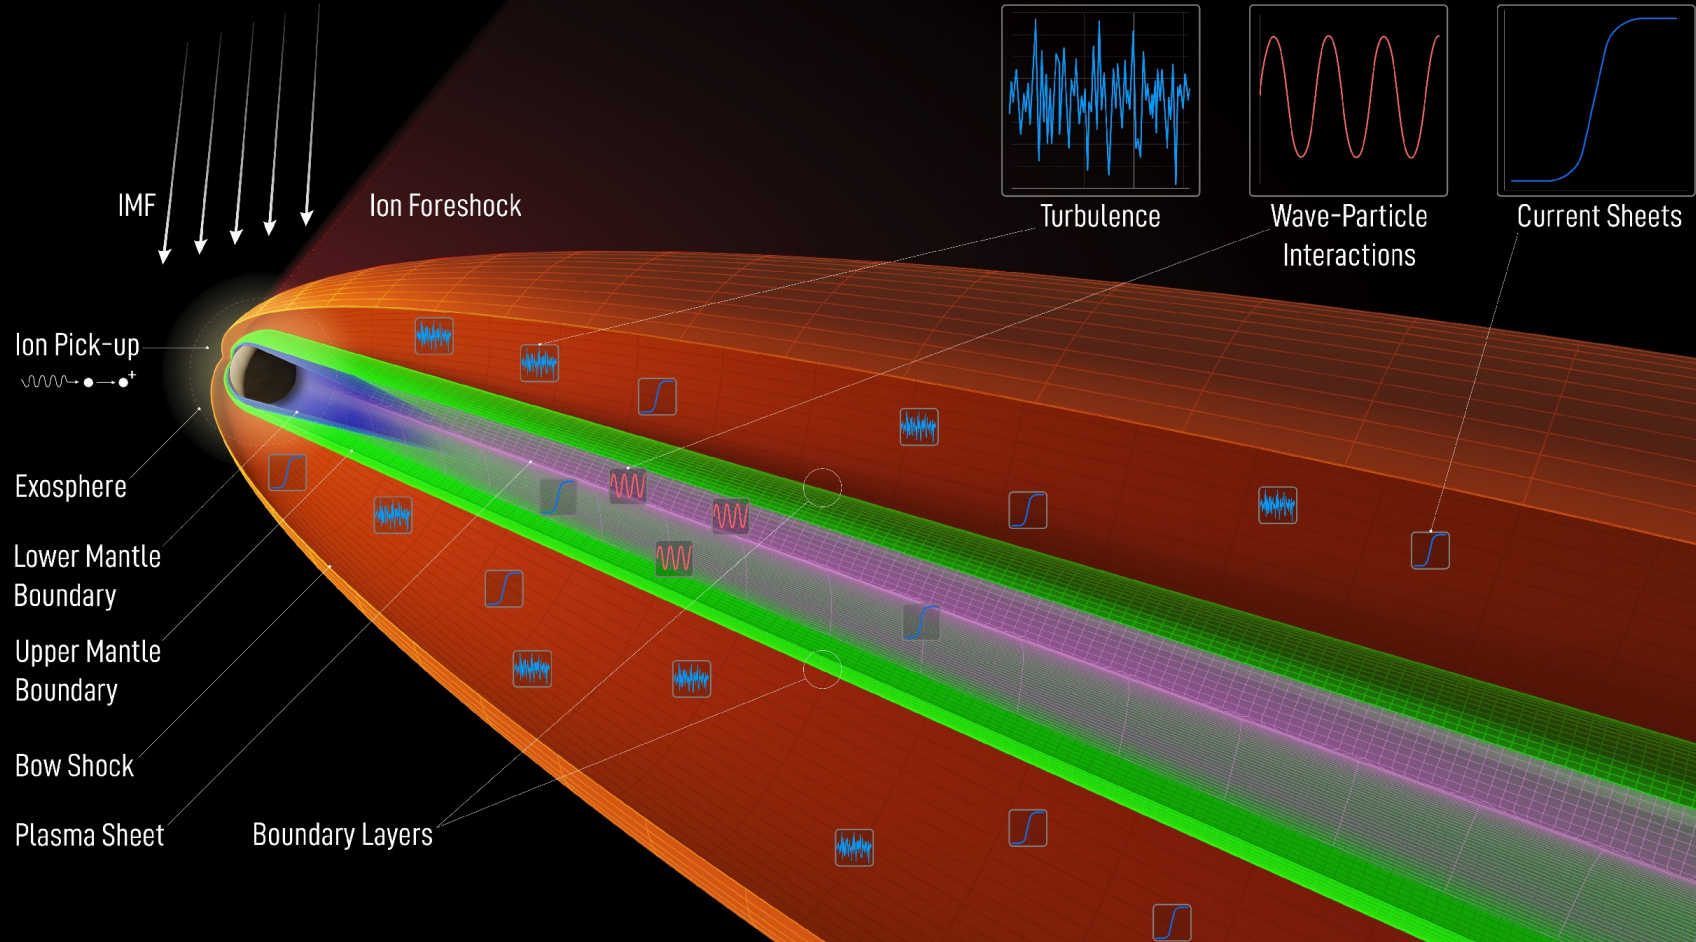 IMF
Ion Foreshock
Turbulence
Wave-Particle
Interactions
Current Sheets
Ion Pick-up
+
Exosphere
Lower Mantle
Boundary
Upper Mantle
Boundary
Bow Shock
Plasma Sheet
Boundary Layers